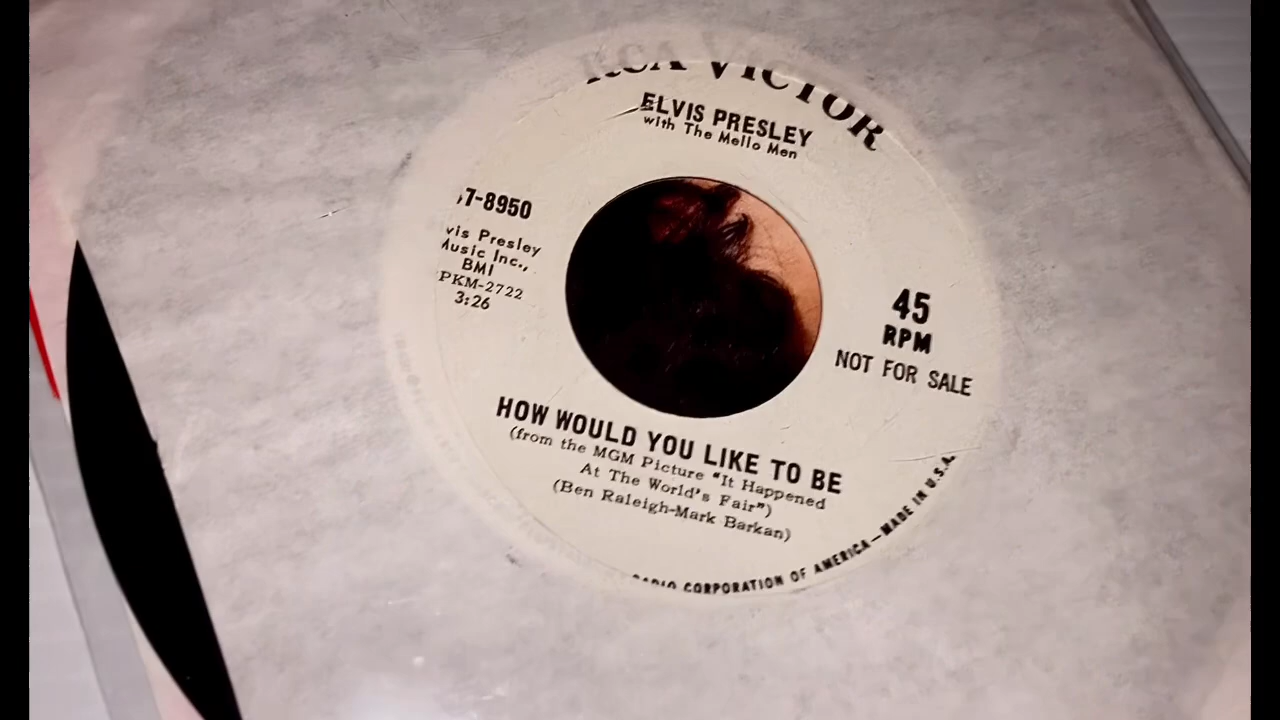 RCA VICTOR
ELVIS PRESLEY
with The Mello Men
7-8950
vis Presley
Music Inc.,
BMI
PKM-2722
3:26
45
RPM
NOT FOR SALE
HOW WOULD YOU LIKE TO BE
(from the MGM Picture "It Happened
At The World's Fair")
(Ben Raleigh-Mark Barkan)
RADIO CORPORATION OF AMERICA—MADE IN U.S.A.